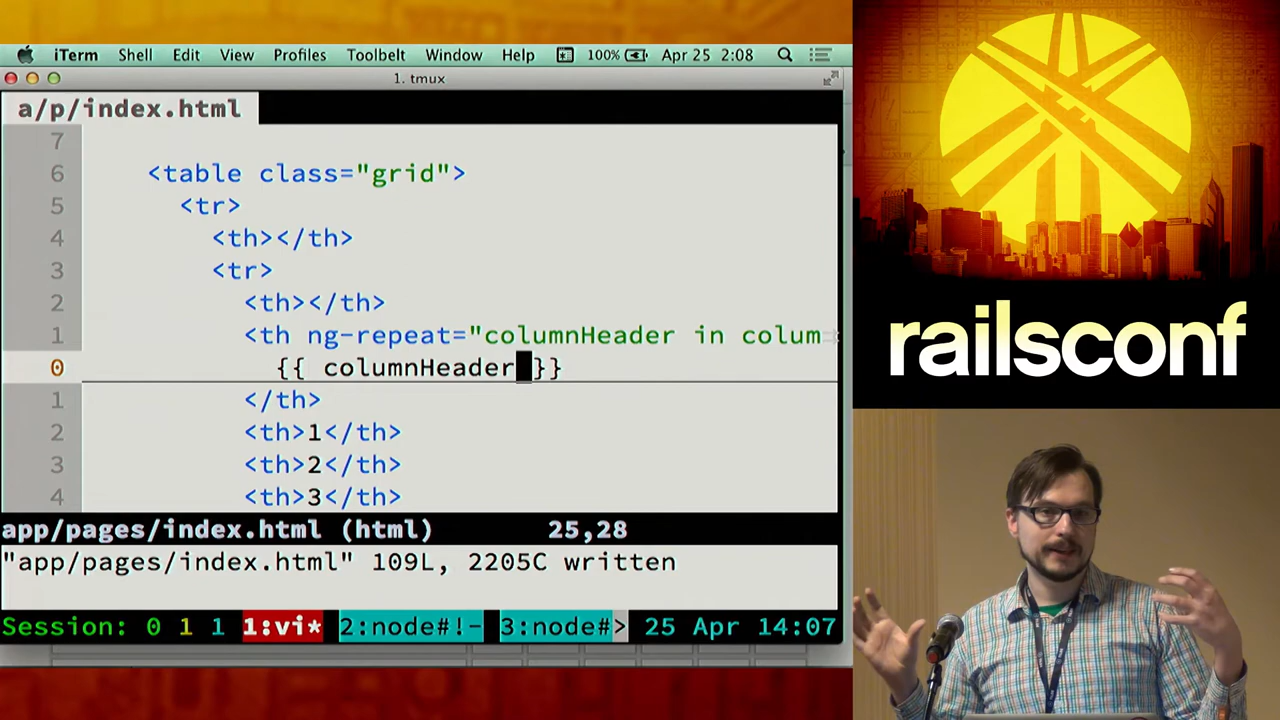 iTerm Shell Edit View Profiles Toolbelt Window Help 100% Apr 25 2:08
1. tmux
a/p/index.html
7
6 <table class="grid">
5 <tr>
4 <th></th>
3 <tr>
2 <th></th>
1 <th ng-repeat="columnHeader in colum
0 {{ columnHeader }}
1 </th>
2 <th>1</th>
3 <th>2</th>
4 <th>3</th>
app/pages/index.html (html) 25,28
"app/pages/index.html" 109L, 2205C written
Session: 0 1 1 1:vi* 2:node#!- 3:node#> 25 Apr 14:07
railsconf